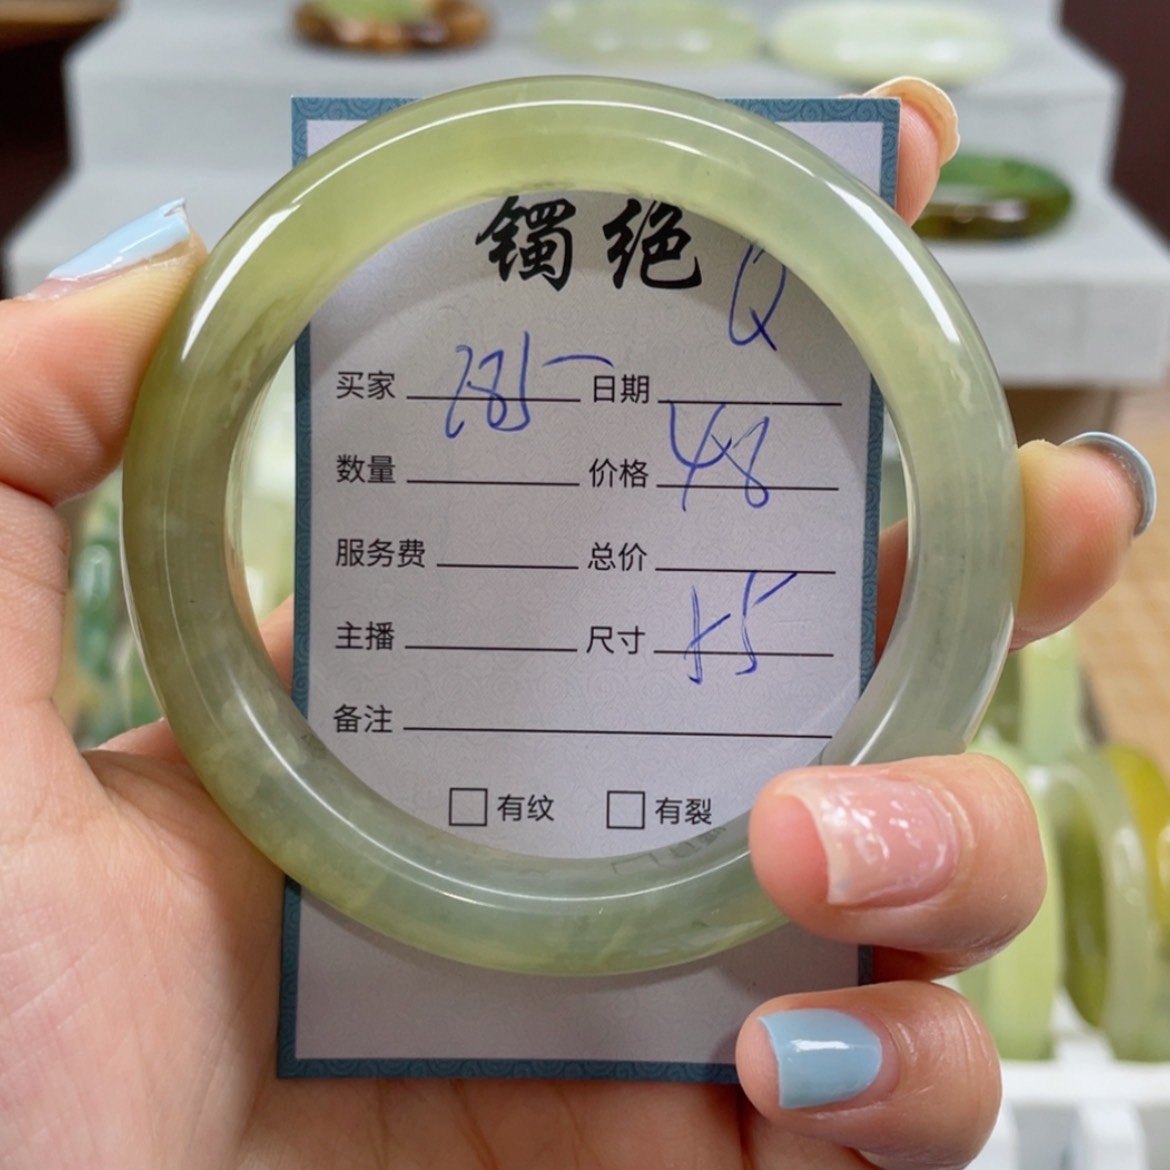 镯绝
Q
买家 185 日期
数量 价格 48
服务费 总价
主播 尺寸
备注
□ 有纹 □ 有裂